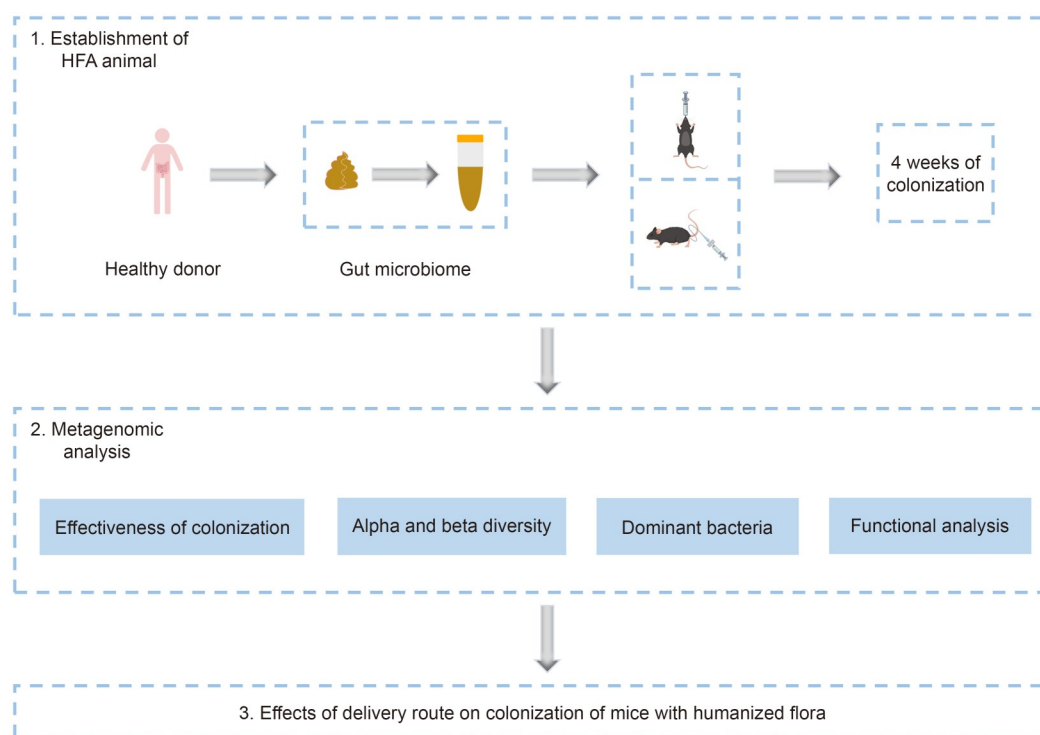 1. Establishment of
HFA animal
Healthy donor
Gut microbiome
4 weeks of
colonization
2. Metagenomic
analysis
Effectiveness of colonization
Alpha and beta diversity
Dominant bacteria
Functional analysis
3. Effects of delivery route on colonization of mice with humanized flora